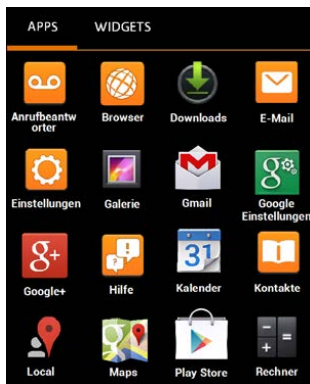 APPS WIDGETS
Anrufbeantw
orter
Browser
Downloads
E-Mail
Einstellungen
Galerie
Gmail
Google
Einstellungen
Google+
Hilfe
31
Kalender
Kontakte
Local
Maps
Play Store
Rechner